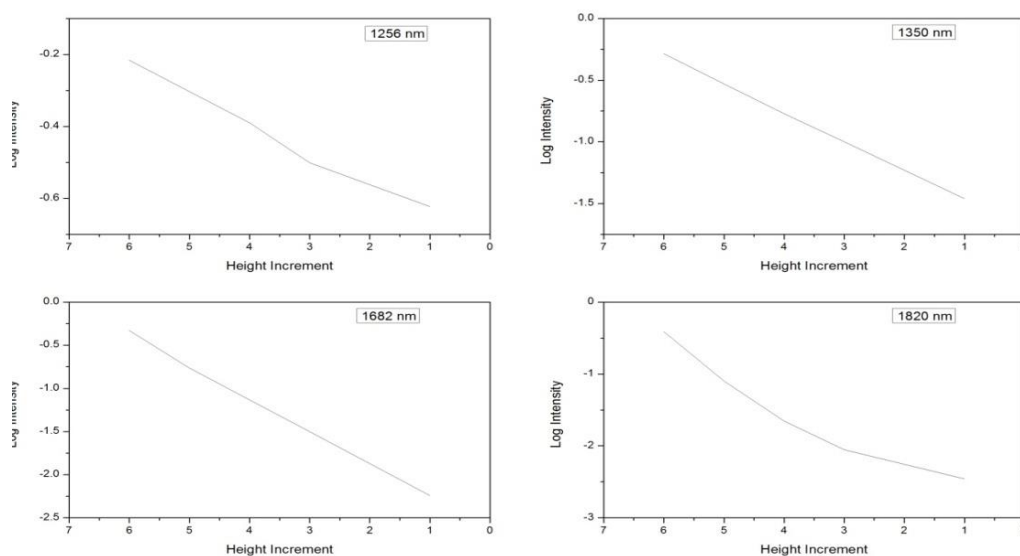 1256 nm
-0.2
-0.4
-0.6
7 6 5 4 3 2 1 0
Height Increment
Log Intensity
1350 nm
0.0
-0.5
-1.0
-1.5
7 6 5 4 3 2 1
Height Increment
Log Intensity
1682 nm
0.0
-0.5
-1.0
-1.5
-2.0
-2.5
7 6 5 4 3 2 1 0
Height Increment
Log Intensity
1820 nm
0
-1
-2
-3
7 6 5 4 3 2 1
Height Increment
Log Intensity